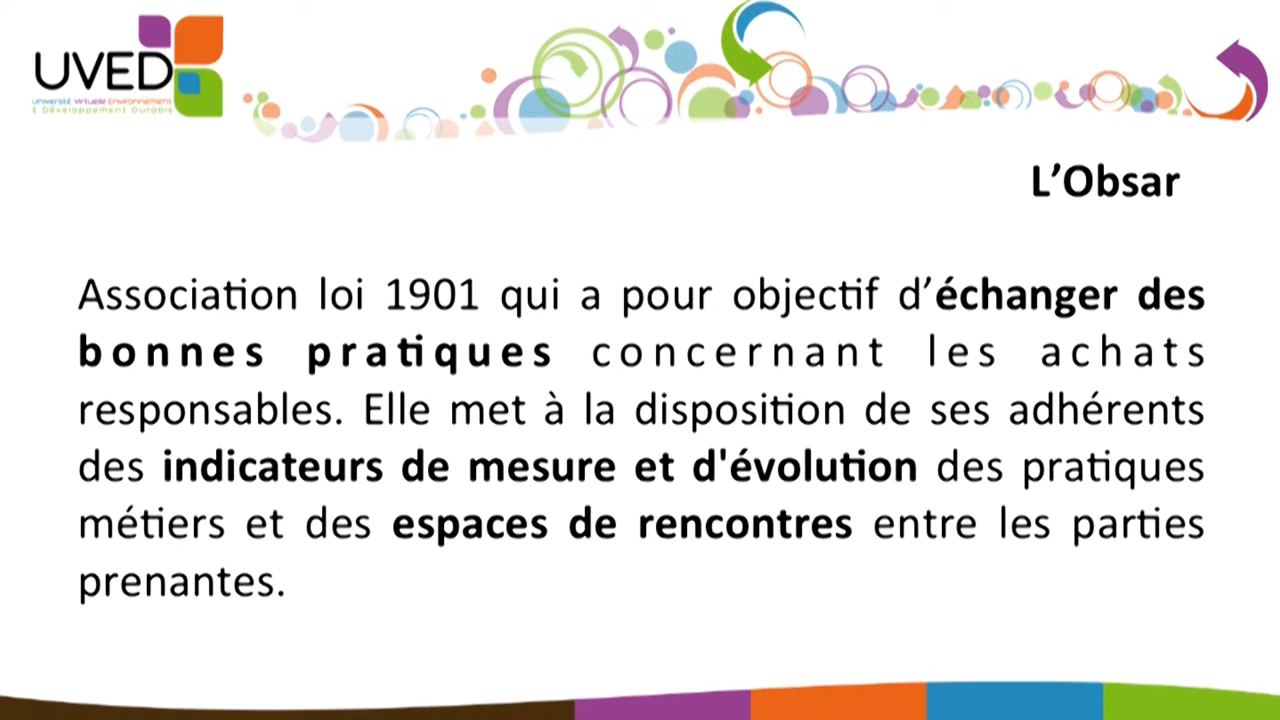 UVED
Université Virtuelle Environnement
& Développement Durable
L’Obsar
Association loi 1901 qui a pour objectif d’échanger des
bonnes pratiques concernant les achats
responsables. Elle met à la disposition de ses adhérents
des indicateurs de mesure et d'évolution des pratiques
métiers et des espaces de rencontres entre les parties
prenantes.